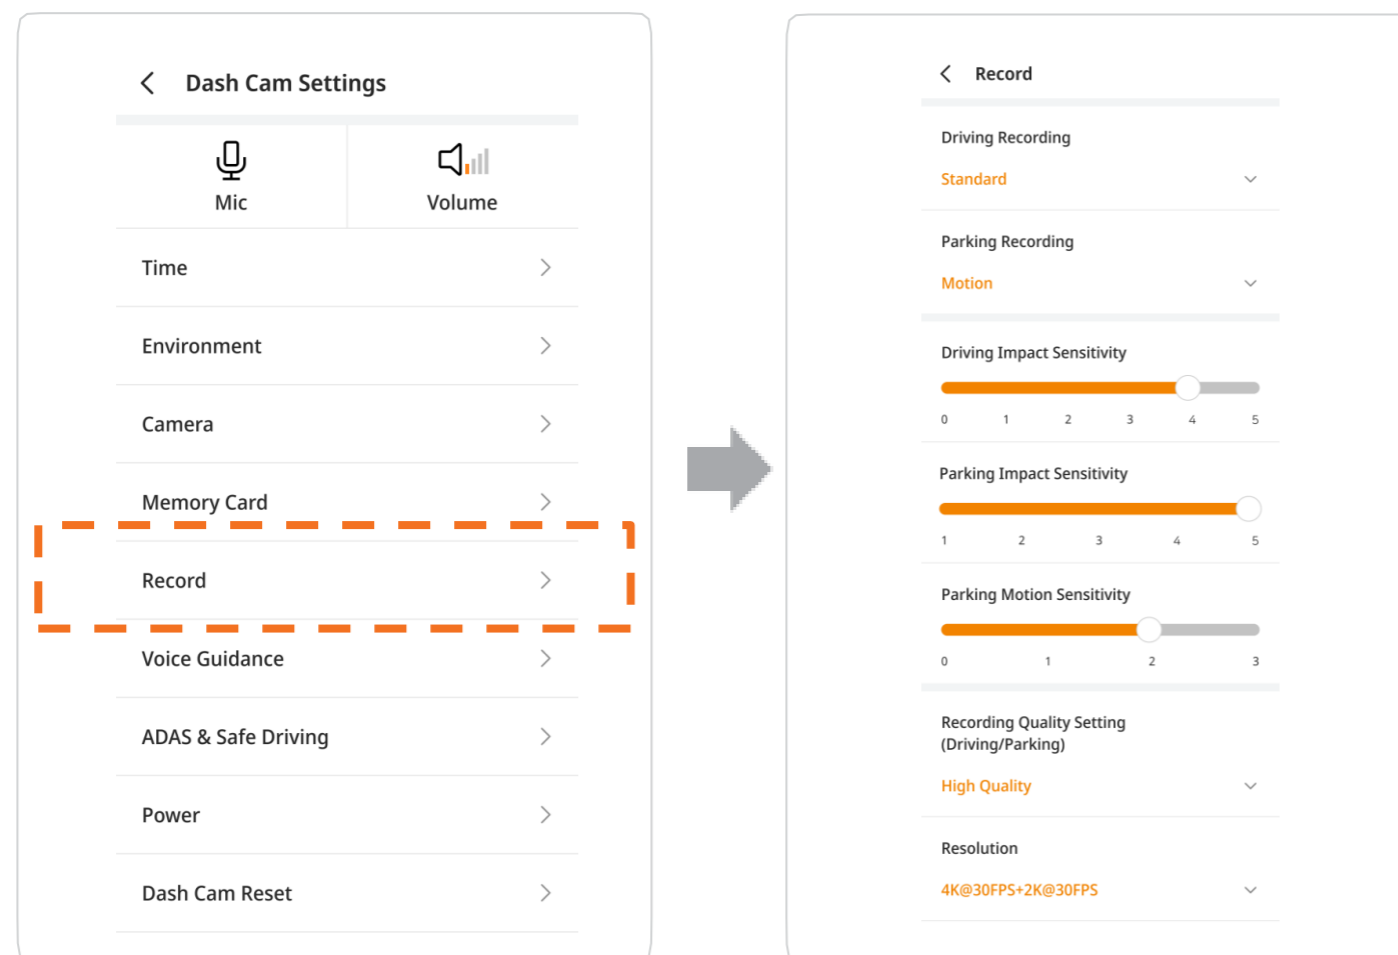 Dash Cam Settings
Mic
Volume
Time
Environment
Camera
Memory Card
Record
Voice Guidance
ADAS & Safe Driving
Power
Dash Cam Reset
Record
Driving Recording
Standard
Parking Recording
Motion
Driving Impact Sensitivity
0 1 2 3 4 5
Parking Impact Sensitivity
1 2 3 4 5
Parking Motion Sensitivity
0 1 2 3
Recording Quality Setting
(Driving/Parking)
High Quality
Resolution
4K@30FPS+2K@30FPS